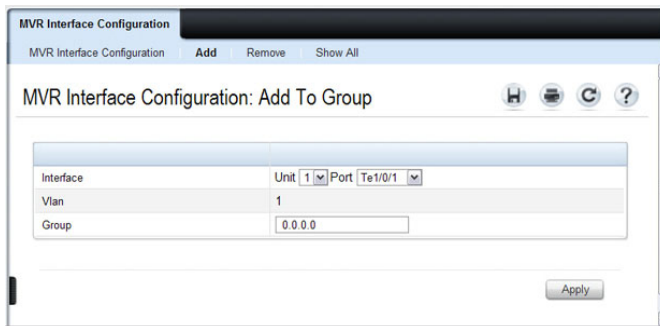 MVR Interface Configuration
MVR Interface Configuration Add Remove Show All
MVR Interface Configuration: Add To Group
?
Interface Unit 1 Port Te1/0/1
Vlan 1
Group 0.0.0.0
Apply